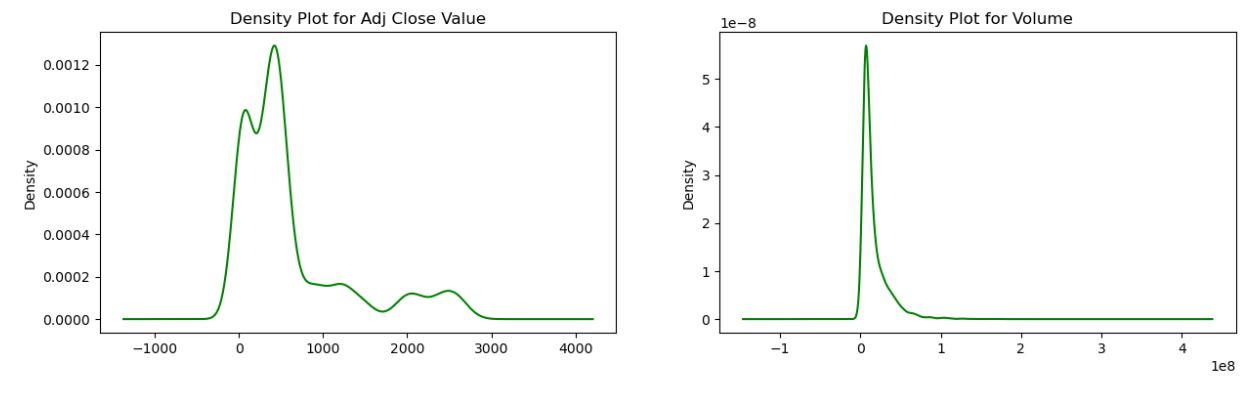 Density Plot for Adj Close Value
Density
0.0012
0.0010
0.0008
0.0006
0.0004
0.0002
0.0000
−1000 0 1000 2000 3000 4000
Density Plot for Volume
1e−8
Density
5
4
3
2
1
0
−1 0 1 2 3 4
1e8